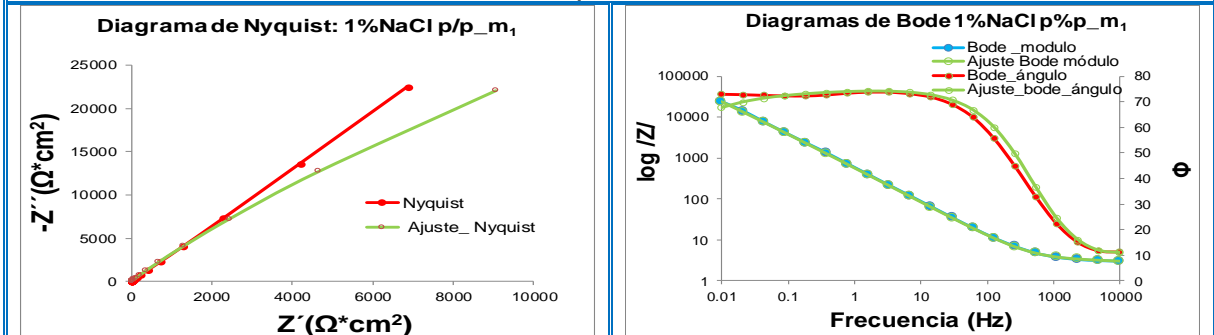 Diagrama de Nyquist: 1%NaCl p/p_m₁
25000
20000
15000
10000
5000
0
-Z´´(Ω*cm²)
Nyquist
Ajuste_ Nyquist
0 2000 4000 6000 8000 10000
Z´(Ω*cm²)
Diagramas de Bode 1%NaCl p%p_m₁
Bode _modulo
Ajuste Bode módulo
Bode_ángulo
Ajuste_bode_ángulo
100000
10000
1000
100
10
1
log /Z/
80
70
60
50
40
30
20
10
0
Φ
0.01 0.1 1 10 100 1000 10000
Frecuencia (Hz)